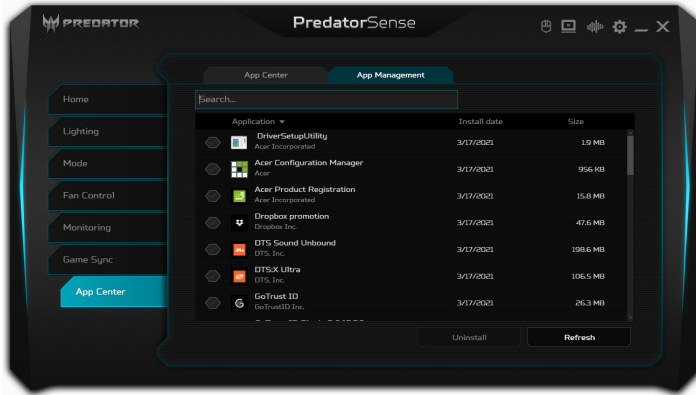 PREDATOR
PredatorSense
App Center
App Management
Home
Lighting
Mode
Fan Control
Monitoring
Game Sync
App Center
Search...
Application
Install date
Size
DriverSetupUtility
Acer Incorporated
3/17/2021
1.9 MB
Acer Configuration Manager
Acer
3/17/2021
956 KB
Acer Product Registration
Acer Incorporated
3/17/2021
15.8 MB
Dropbox promotion
Dropbox Inc.
3/17/2021
47.6 MB
DTS Sound Unbound
DTS, Inc.
3/17/2021
198.6 MB
DTS:X Ultra
DTS, Inc.
3/17/2021
106.5 MB
GoTrust ID
GoTrustID Inc.
3/17/2021
26.3 MB
Uninstall
Refresh